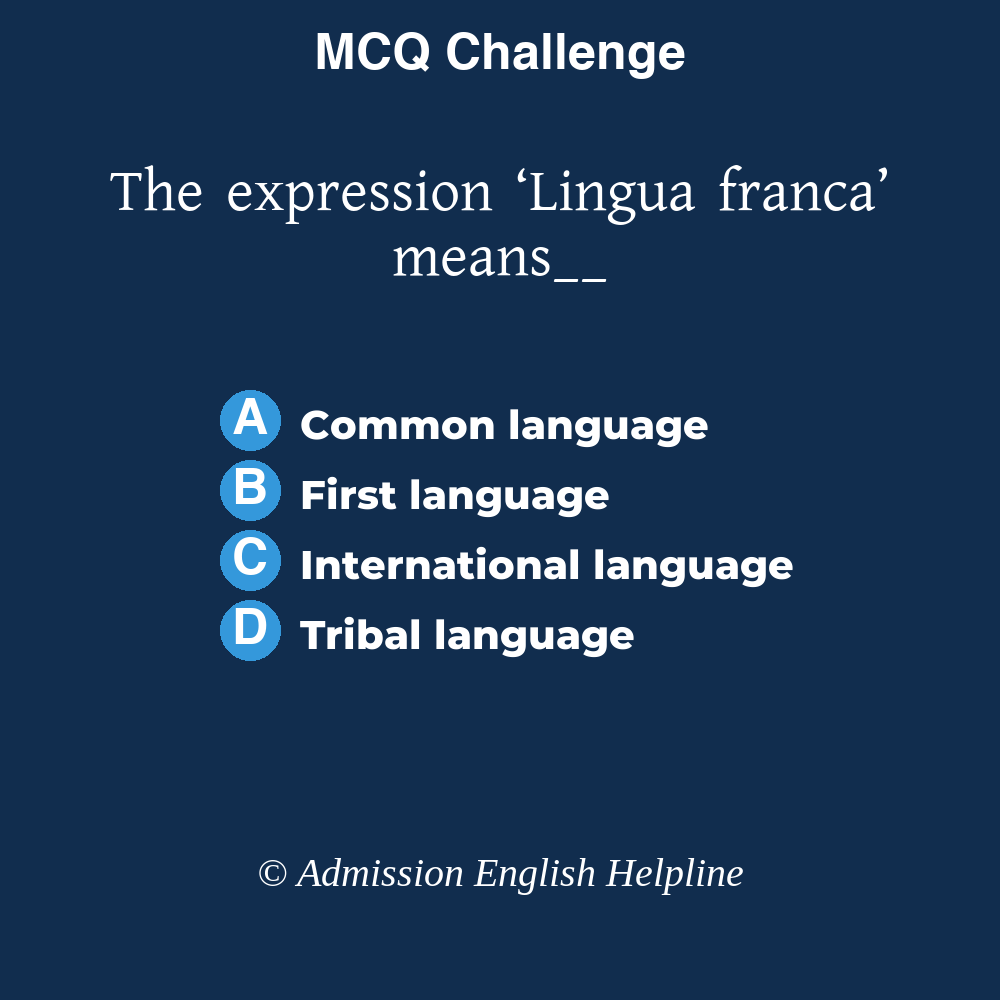 MCQ Challenge
The expression ‘Lingua franca’
means__
A Common language
B First language
C International language
D Tribal language
© Admission English Helpline